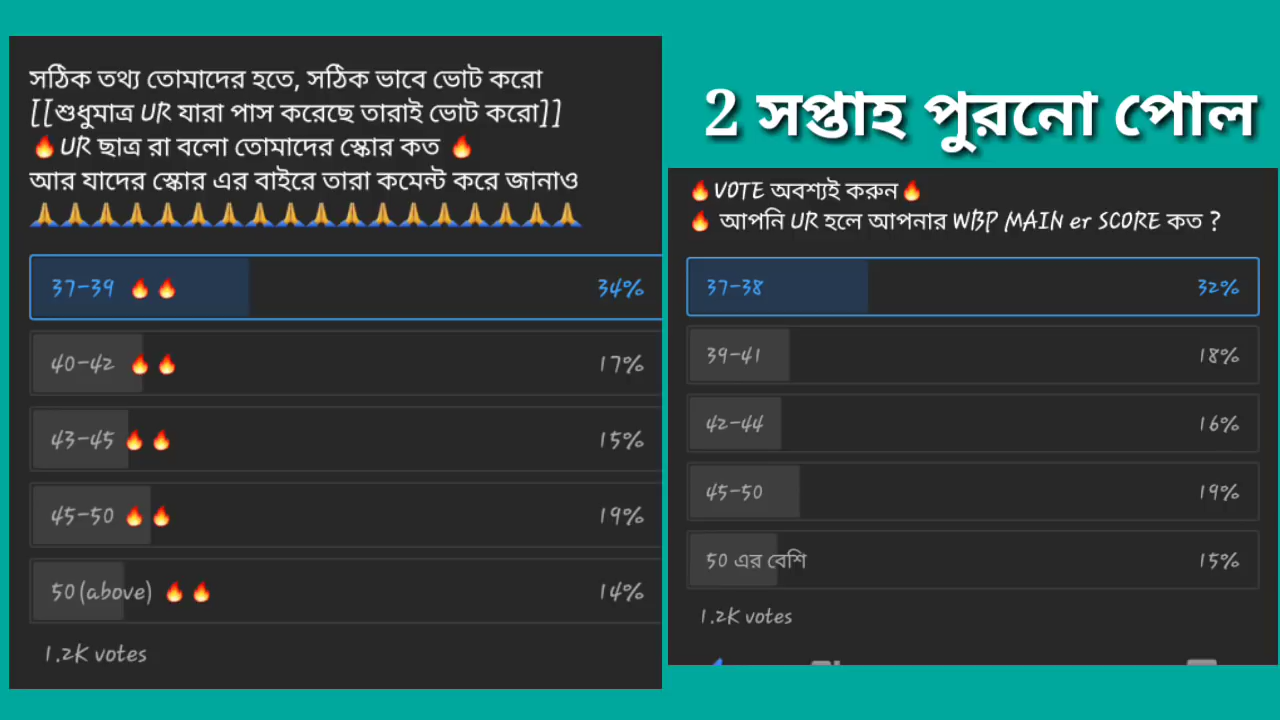 সঠিক তথ্য তোমাদের হতে, সঠিক ভাবে ভোট করো
[[শুধুমাত্র UR যারা পাস করেছে তারাই ভোট করো]]
🔥UR ছাত্র রা বলো তোমাদের স্কোর কত 🔥
আর যাদের স্কোর এর বাইরে তারা কমেন্ট করে জানাও
🙏🙏🙏🙏🙏🙏🙏🙏🙏🙏🙏🙏🙏🙏🙏🙏🙏🙏
37-39 🔥🔥 34%
40-42 🔥🔥 17%
43-45 🔥🔥 15%
45-50 🔥🔥 19%
50(above) 🔥🔥 14%
1.2K votes
2 সপ্তাহ পুরনো পোল
🔥VOTE অবশ্যই করুন🔥
🔥 আপনি UR হলে আপনার WBP MAIN er SCORE কত ?
37-38 32%
39-41 18%
42-44 16%
45-50 19%
50 এর বেশি 15%
1.2K votes